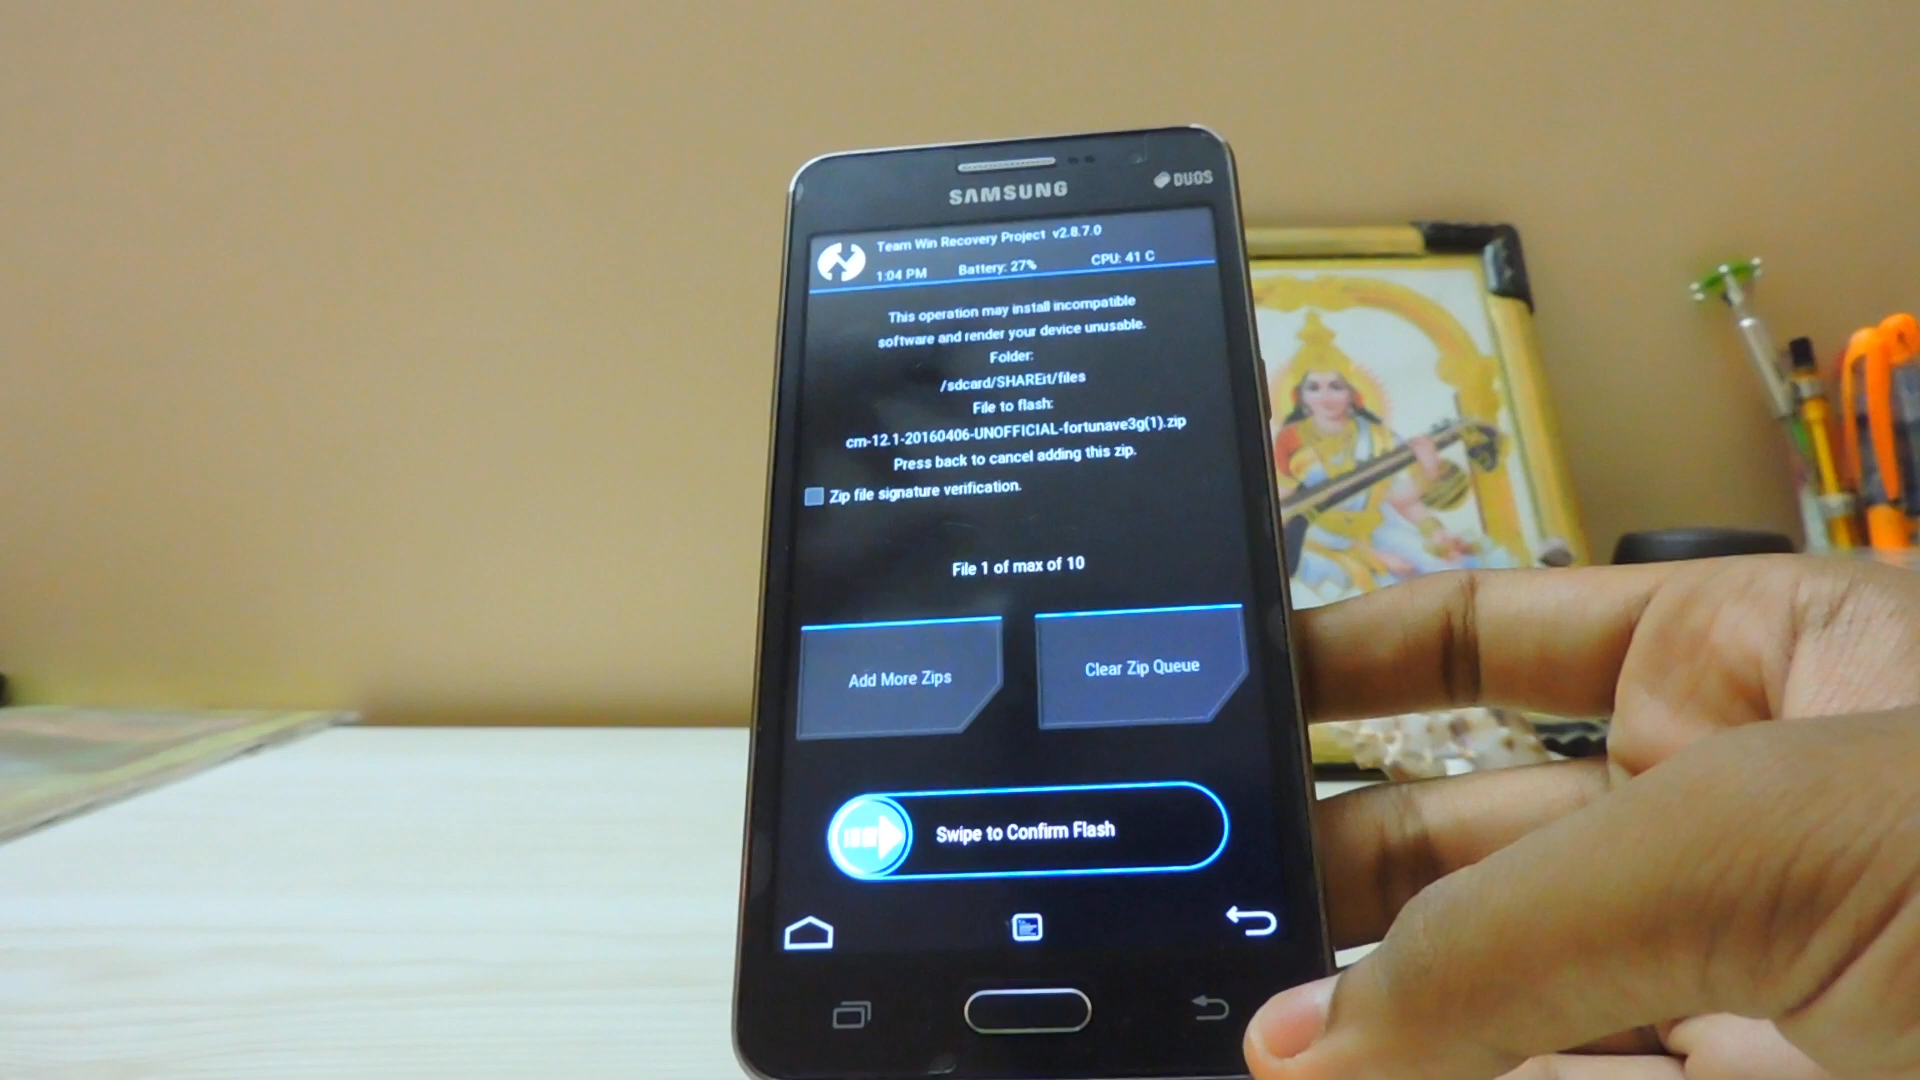 SAMSUNG
DUOS
Team Win Recovery Project v2.8.7.0
1:04 PM Battery: 27% CPU: 41 C
This operation may install incompatible
software and render your device unusable.
Folder:
/sdcard/SHAREit/files
File to flash:
cm-12.1-20160406-UNOFFICIAL-fortunave3g(1).zip
Press back to cancel adding this zip.
Zip file signature verification.
File 1 of max of 10
Add More Zips
Clear Zip Queue
Swipe to Confirm Flash